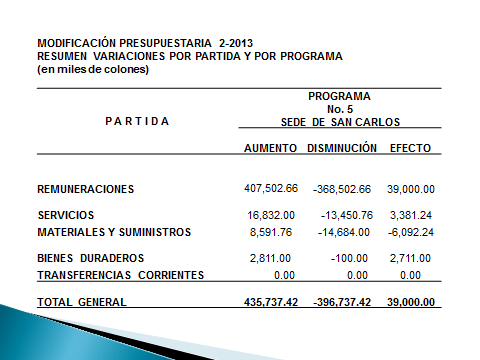 MODIFICACIÓN PRESUPUESTARIA 2-2013
RESUMEN VARIACIONES POR PARTIDA Y POR PROGRAMA
(en miles de colones)
PROGRAMA
No. 5
P A R T I D A SEDE DE SAN CARLOS
AUMENTO DISMINUCIÓN EFECTO
REMUNERACIONES 407,502.66 -368,502.66 39,000.00
SERVICIOS 16,832.00 -13,450.76 3,381.24
MATERIALES Y SUMINISTROS 8,591.76 -14,684.00 -6,092.24
BIENES DURADEROS 2,811.00 -100.00 2,711.00
TRANSFERENCIAS CORRIENTES 0.00 0.00 0.00
TOTAL GENERAL 435,737.42 -396,737.42 39,000.00